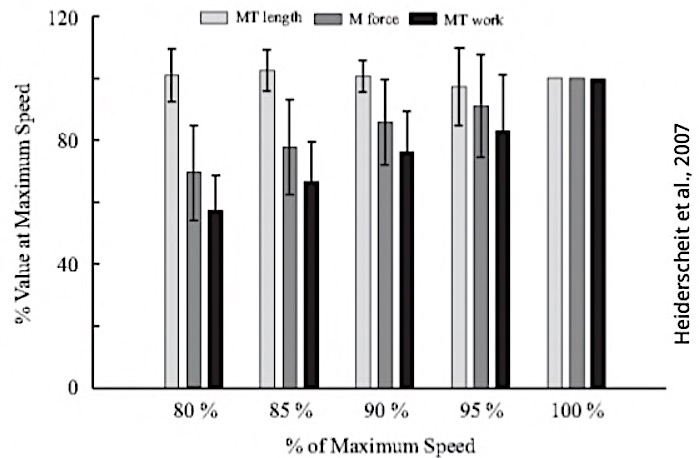 120
MT length M force MT work
80
40
0
% Value at Maximum Speed
80 % 85 % 90 % 95 % 100 %
% of Maximum Speed
Heiderscheit et al., 2007